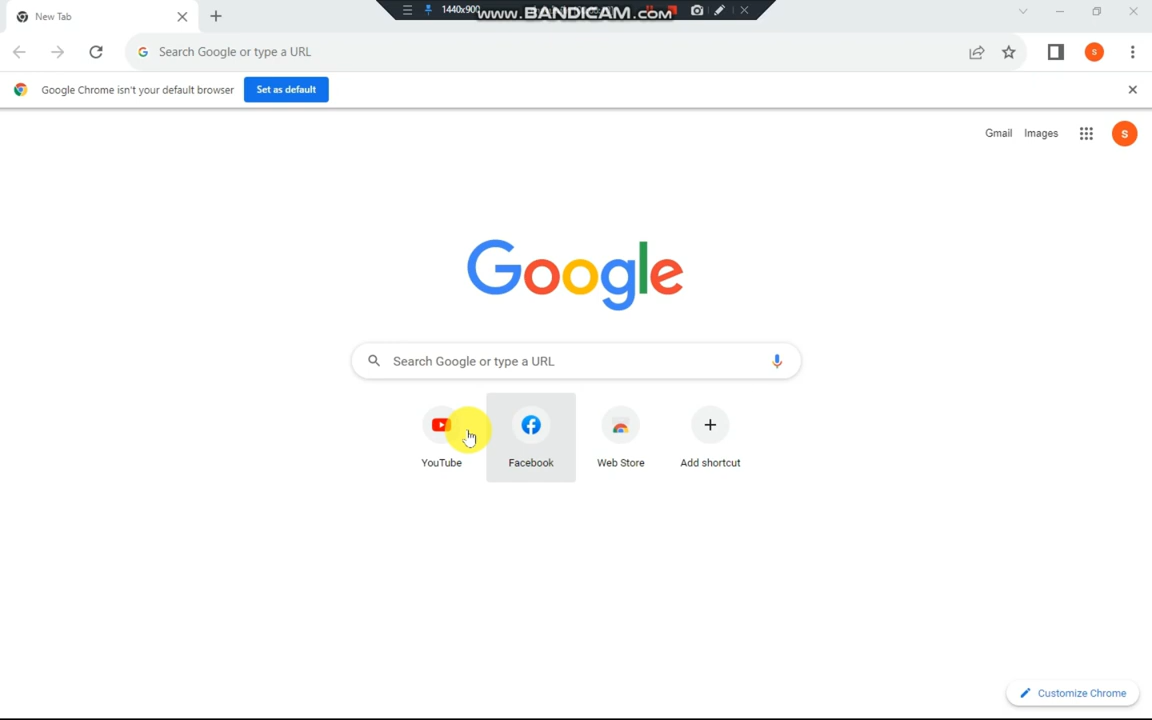 New Tab
1440x900
www.BANDICAM.com
Search Google or type a URL
S
Google Chrome isn't your default browser
Set as default
Gmail
Images
S
Google
Search Google or type a URL
YouTube
Facebook
Web Store
Add shortcut
Customize Chrome